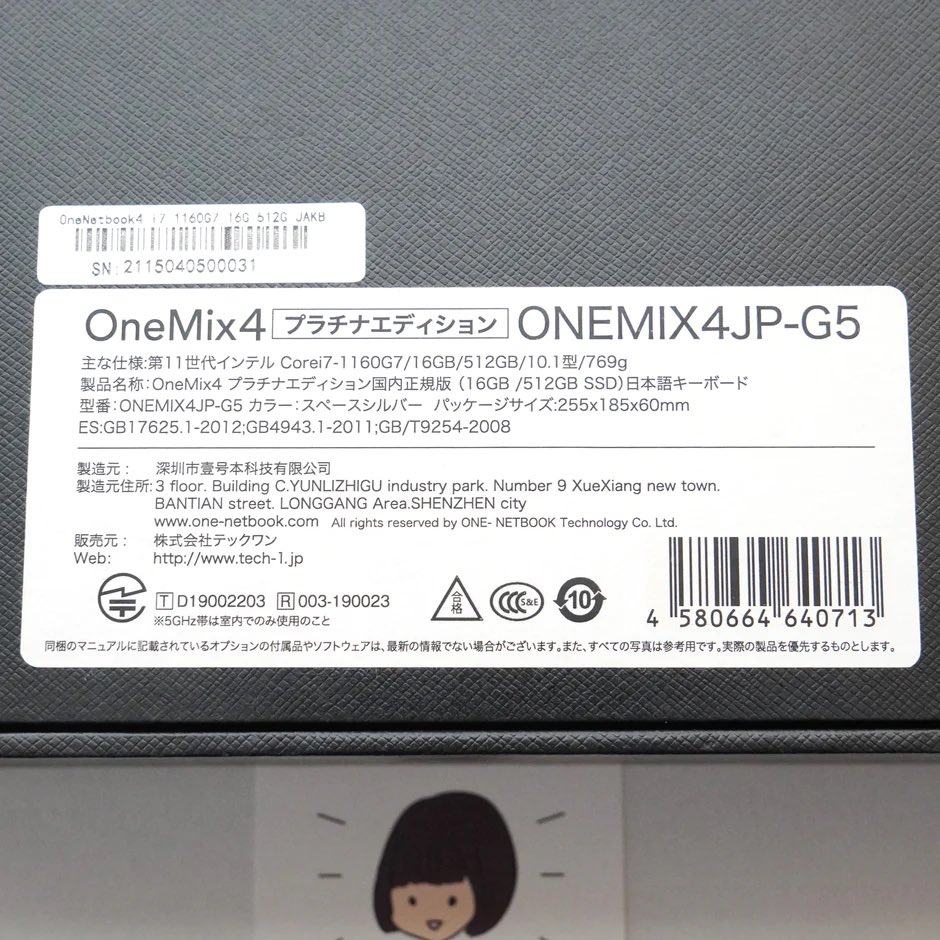 OneNetbook4 i7 1160G7 16G 512G JAKB
SN:2115040500031
OneMix4 プラチナエディション ONEMIX4JP-G5
主な仕様:第11世代インテル Corei7-1160G7/16GB/512GB/10.1型/769g
製品名称:OneMix4 プラチナエディション国内正規版 (16GB /512GB SSD)日本語キーボード
型番:ONEMIX4JP-G5 カラー:スペースシルバー パッケージサイズ:255x185x60mm
ES:GB17625.1-2012;GB4943.1-2011;GB/T9254-2008
製造元: 深圳市壹号本科技有限公司
製造元住所:3 floor. Building C.YUNLIZHIGU industry park. Number 9 XueXiang new town.
BANTIAN street. LONGGANG Area.SHENZHEN city
www.one-netbook.com All rights reserved by ONE- NETBOOK Technology Co. Ltd.
販売元: 株式会社テックワン
Web: http://www.tech-1.jp
T D19002203 R 003-190023 合格 CCC S&E 10
※5GHz帯は室内でのみ使用のこと
4 580664 640713
同梱のマニュアルに記載されているオプションの付属品やソフトウェアは、最新の情報でない場合がございます。また、すべての写真は参考用です。実際の製品を優先するものとします。